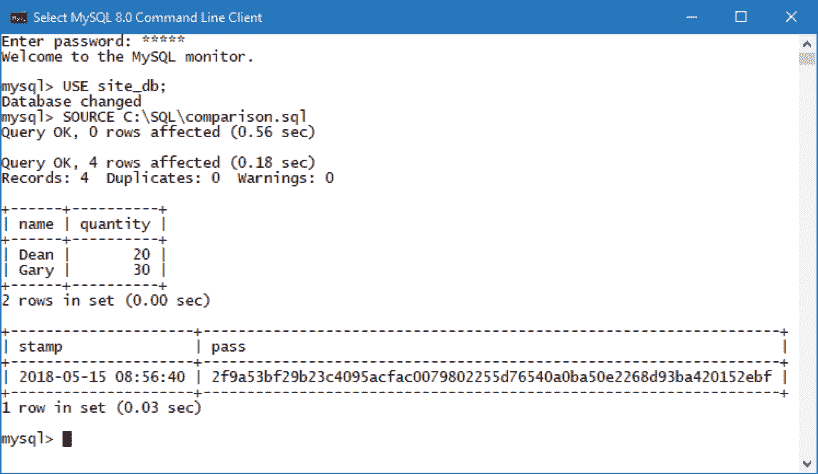 Select MySQL 8.0 Command Line Client
Enter password: *****
Welcome to the MySQL monitor.
mysql> USE site_db;
Database changed
mysql> SOURCE C:\SQL\comparison.sql
Query OK, 0 rows affected (0.56 sec)
Query OK, 4 rows affected (0.18 sec)
Records: 4  Duplicates: 0  Warnings: 0
+------+----------+
| name | quantity |
+------+----------+
| Dean |       20 |
| Gary |       30 |
+------+----------+
2 rows in set (0.00 sec)
+---------------------+------------------------------------------------------------------+
| stamp               | pass                                                             |
+---------------------+------------------------------------------------------------------+
| 2018-05-15 08:56:40 | 2f9a53bf29b23c4095acfac0079802255d76540a0ba50e2268d93ba420152ebf |
+---------------------+------------------------------------------------------------------+
1 row in set (0.03 sec)
mysql>